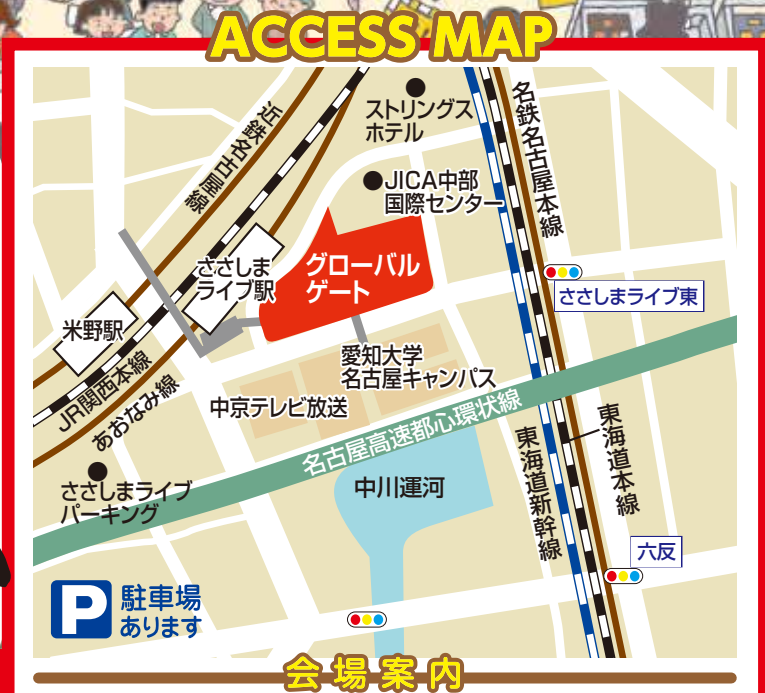 ACCESS MAP
ストリングス
ホテル
名鉄名古屋本線
近鉄名古屋線
JICA中部
国際センター
ささしま
ライブ駅
グローバル
ゲート
ささしまライブ東
米野駅
愛知大学
名古屋キャンパス
JR関西本線
あおなみ線
中京テレビ放送
名古屋高速都心環状線
東海道本線
東海道新幹線
ささしまライブ
パーキング
中川運河
六反
P 駐車場
あります
会場案内